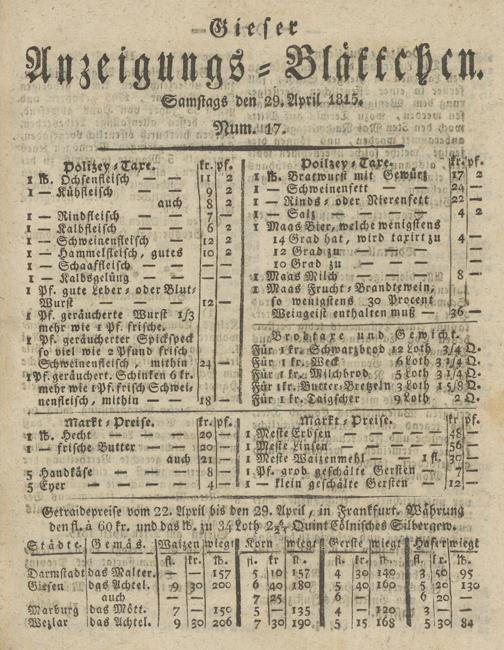 Gieser
Anzeigungs-Blättchen.
Samstags den 29. April 1815.
Num. 17.
Polizey-Taxe. kr. pf.
1 ℔. Ochsenfleisch — — 11 2
1 — Kühfleisch — — 9 2
auch 8 2
1 — Rindfleisch — — 7 —
1 — Kalbfleisch — — 6 2
1 — Schweinenfleisch — 12 2
1 — Hammelfleisch, gutes 10 2
1 — Schaaffleisch — — —
1 — Kalbsgelüng — — —
1 Pf. gute Leber- oder Blut-
Wurst — — — 12 —
1 Pf. geräucherte Wurst 1/3
mehr wie 1 Pf. frische.
1 Pf. geräucherter Spickspeck
so viel wie 2 Pfund frisch
Schweinenfleisch, mithin 24 —
1 Pf. geräuchert. Schinken 6 kr.
mehr wie 1 Pf. frisch Schwei-
nenfleisch, mithin — — 18 —
Polizey-Taxe. kr. pf.
1 ℔. Bratwurst mit Gewürz 17 2
1 — Schweinenfett — — 24 —
1 — Rinds- oder Nierenfett 22 —
1 — Salz — — — 4 2
1 Maas Bier, welche wenigstens
14 Grad hat, wird taxirt zu 4 —
12 Grad zu — — —
10 Grad zu — — —
1 Maas Milch — — — 8 —
1 Maas Frucht-Brandtewein,
so wenigstens 30 Procent
Weingeist enthalten muß — 36 —
Brodtaxe und Gewicht.
Für 1 kr. Schwarzbrod 12 Loth 3 1/4 Q.
Für 1 kr. Weck — 6 Loth 3 1/4 Q.
Für 1 kr. Milchbrod 5 Loth 3 1/4 Q.
Für 1 kr. Butter-Bretzeln 3 Loth 1 5/8 Q.
Für 1 kr. Taigscher 9 Loth 2 Q.
Markt-Preise. kr. pf.
1 ℔. Hecht — — — 20 —
1 — frische Butter — — 20 —
auch 21 —
5 Handkäse — — — 8 —
5 Eyer — — — 4 —
Markt-Preise. kr. pf.
1 Meste Erbsen — — — 48 —
1 Meste Linsen — — — 56 —
1 Meste Waizenmehl — — 1 fl. 30 —
1 Pf. grob geschälte Gersten — 7 —
1 — klein geschälte Gersten — 12 —
Getraidepreise vom 22. April bis den 29. April, in Frankfurt. Währung
den fl. à 60 kr. und das ℔. zu 34 Loth Quint Cölnisches Silbergew.
Städte. Gemäs. Waizen wiegt Korn wiegt Gerste wiegt Hafer wiegt
fl. kr. ℔. fl. kr. ℔. fl. kr. ℔. fl. kr. ℔.
Darmstadt das Malter. — — 157 5 10 157 4 30 140 3 50 95
Giesen das Achtel. 9 30 200 6 40 180 5 40 160 5 20 130
auch — — — 7 25 6 — — 5 30 —
Marburg das Mött. 7 — 150 5 — 135 4 — 120 3 — 84
Wezlar das Achtel. 9 30 206 7 30 190 5 15 168 5 30 84